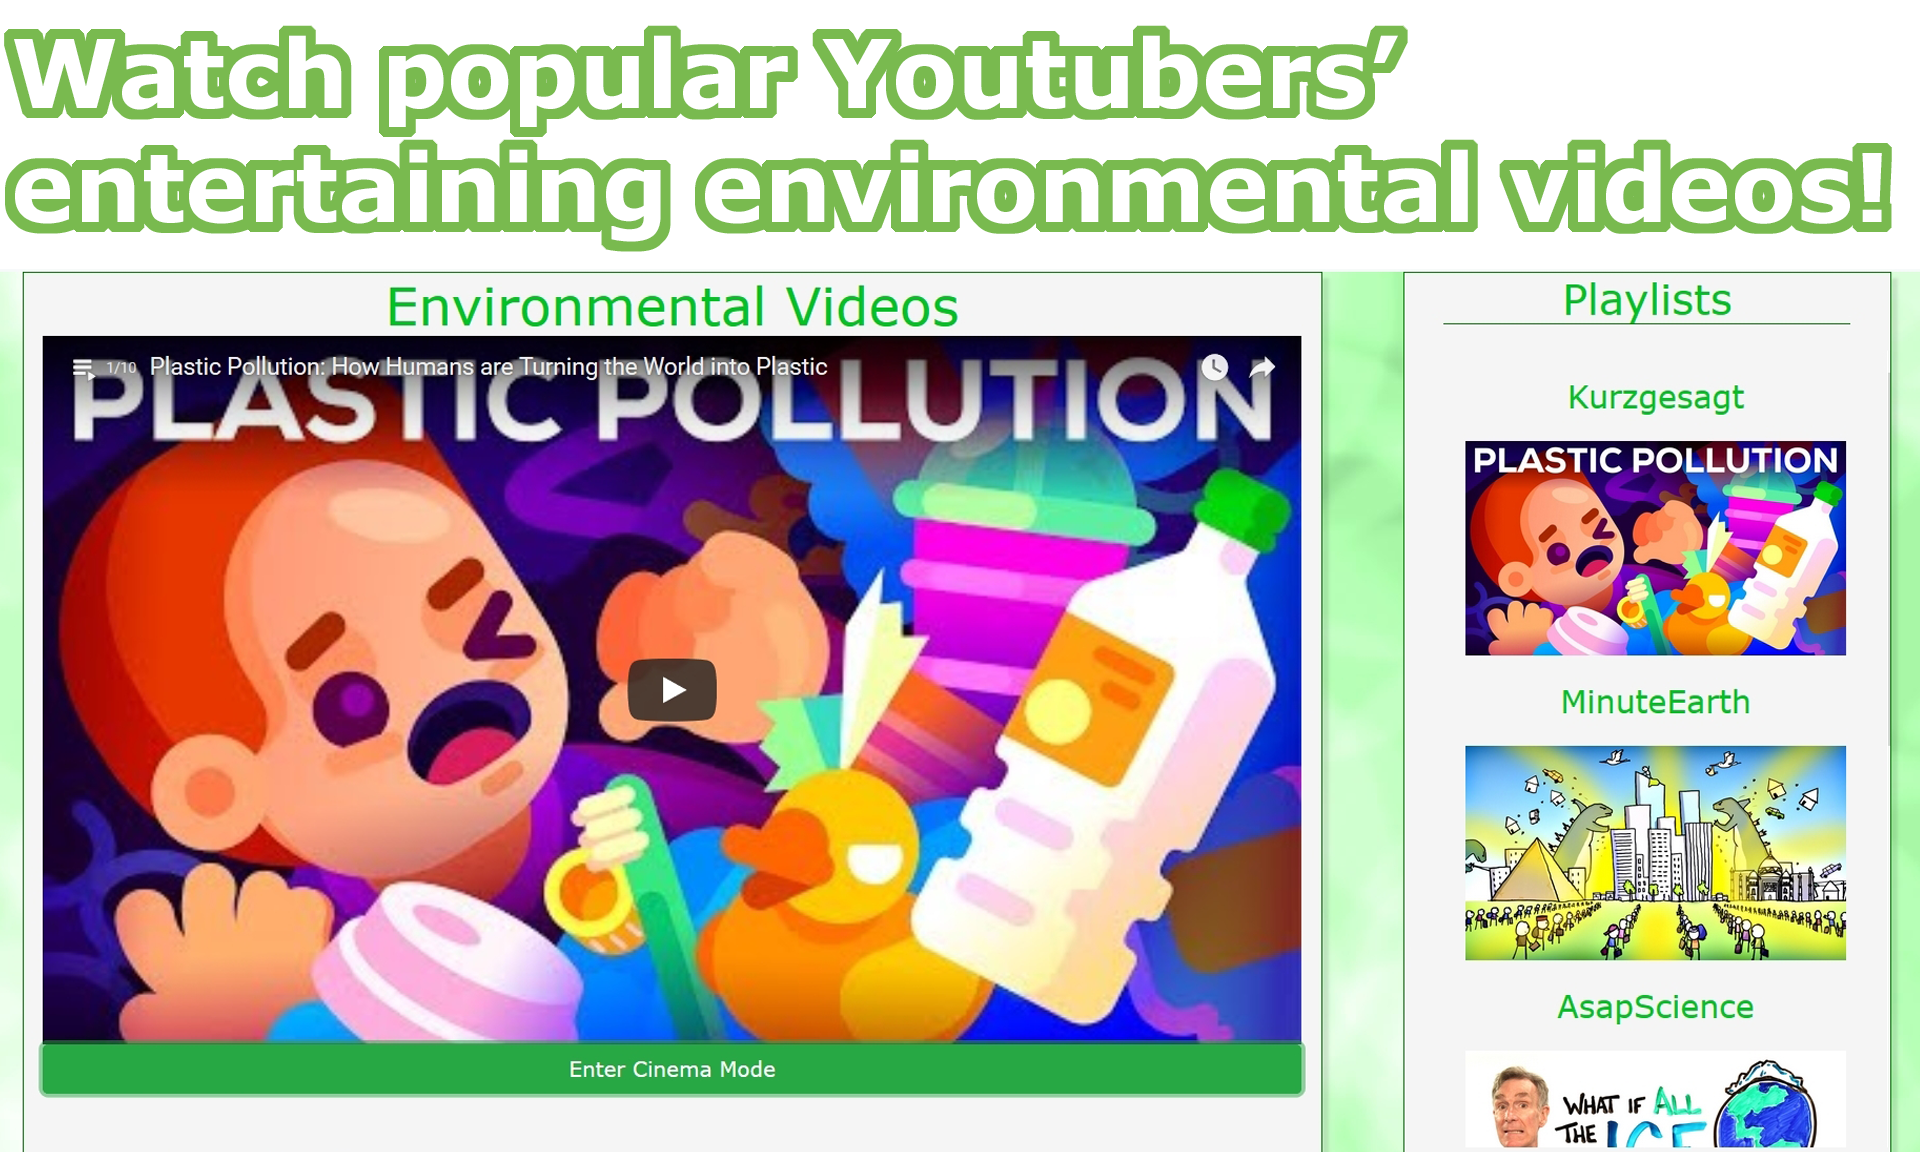 Watch popular Youtubers’
entertaining environmental videos!
Environmental Videos
1/10 Plastic Pollution: How Humans are Turning the World into Plastic
PLASTIC POLLUTION
Enter Cinema Mode
Playlists
Kurzgesagt
PLASTIC POLLUTION
MinuteEarth
AsapScience
WHAT IF ALL
THE ICE